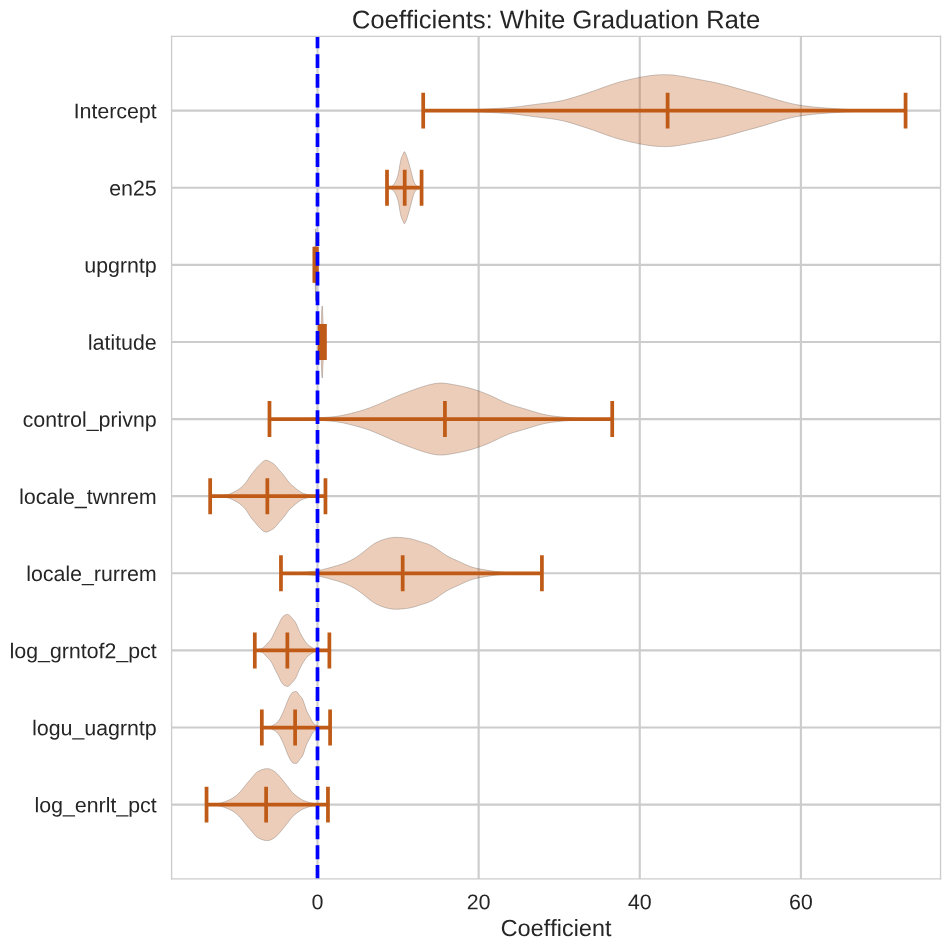 Coefficients: White Graduation Rate
Intercept
en25
upgrntp
latitude
control_privnp
locale_twnrem
locale_rurrem
log_grntof2_pct
logu_uagrntp
log_enrlt_pct
0 20 40 60
Coefficient